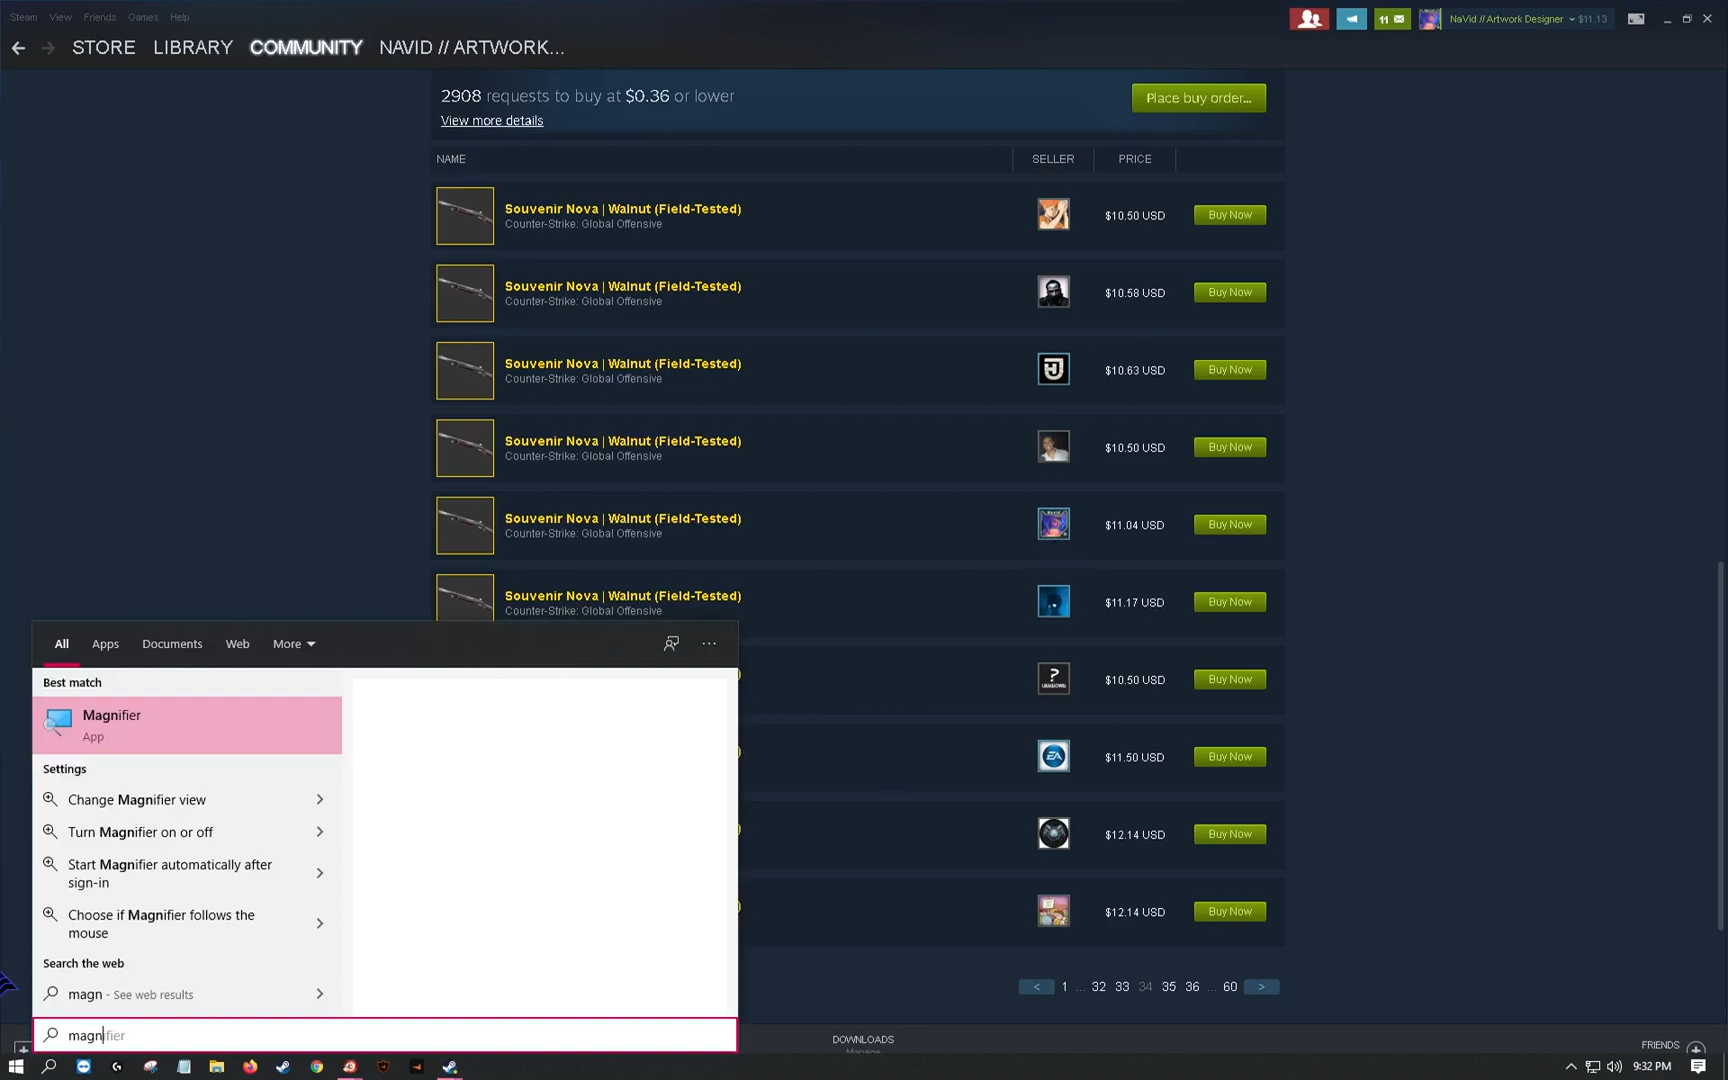 Steam View Friends Games Help
11 NaVid // Artwork Designer $11.13
STORE LIBRARY COMMUNITY NAVID // ARTWORK...
2908 requests to buy at $0.36 or lower
Place buy order...
View more details
NAME SELLER PRICE
Souvenir Nova | Walnut (Field-Tested)
Counter-Strike: Global Offensive
$10.50 USD Buy Now
Souvenir Nova | Walnut (Field-Tested)
Counter-Strike: Global Offensive
$10.58 USD Buy Now
Souvenir Nova | Walnut (Field-Tested)
Counter-Strike: Global Offensive
$10.63 USD Buy Now
Souvenir Nova | Walnut (Field-Tested)
Counter-Strike: Global Offensive
$10.50 USD Buy Now
Souvenir Nova | Walnut (Field-Tested)
Counter-Strike: Global Offensive
$11.04 USD Buy Now
Souvenir Nova | Walnut (Field-Tested)
Counter-Strike: Global Offensive
$11.17 USD Buy Now
? UNKNOWN
$10.50 USD Buy Now
EA
$11.50 USD Buy Now
$12.14 USD Buy Now
$12.14 USD Buy Now
< 1 ... 32 33 34 35 36 ... 60 >
All Apps Documents Web More ...
Best match
Magnifier
App
Settings
Change Magnifier view
Turn Magnifier on or off
Start Magnifier automatically after
sign-in
Choose if Magnifier follows the
mouse
Search the web
magn - See web results
magnifier
DOWNLOADS
Manage
FRIENDS
9:32 PM